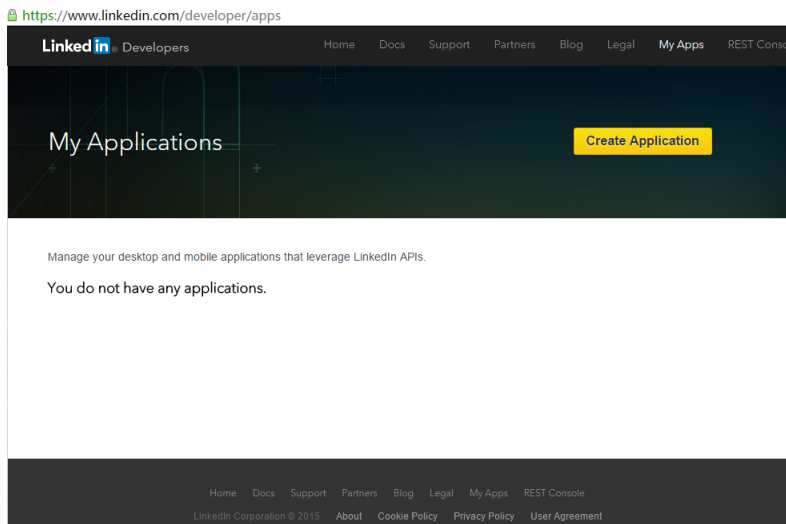 https://www.linkedin.com/developer/apps
Linked in Developers Home Docs Support Partners Blog Legal My Apps REST
My Applications
Create Application
Manage your desktop and mobile applications that leverage LinkedIn APIs.
You do not have any applications.
Home Docs Support Partners Blog Legal My Apps REST Console
LinkedIn Corporation © 2015 About Cookie Policy Privacy Policy User Agreement